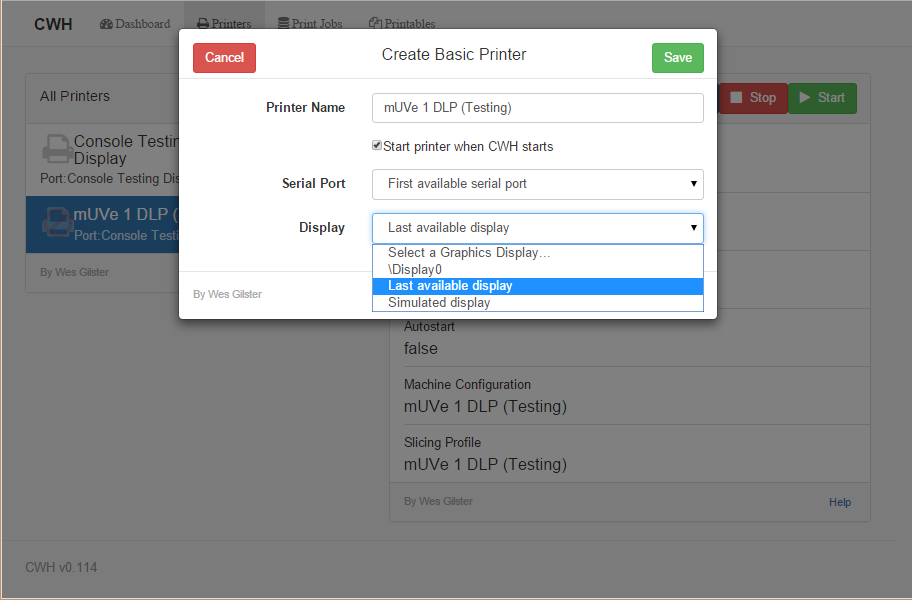 CWH Dashboard Printers Print Jobs Printables
Cancel Create Basic Printer Save
Printer Name mUVe 1 DLP (Testing)
Start printer when CWH starts
Serial Port First available serial port
Display Last available display
Select a Graphics Display...
\Display0
Last available display
Simulated display
By Wes Gilster
All Printers
Console Testin
Display
Port:Console Testing Dis
mUVe 1 DLP (
Port:Console Testi
By Wes Gilster
Stop Start
Autostart
false
Machine Configuration
mUVe 1 DLP (Testing)
Slicing Profile
mUVe 1 DLP (Testing)
By Wes Gilster Help
CWH v0.114